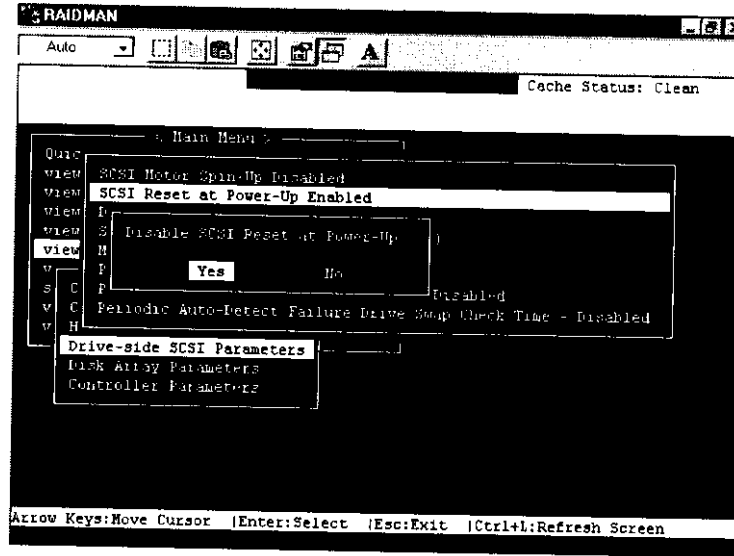 RAIDMAN
Auto
A
Cache Status: Clean
< Main Menu >
Quic
view SCSI Motor Spin-Up Disabled
view SCSI Reset at Power-Up Enabled
view D
view S Disable SCSI Reset at Power-Up )
view M
v P Yes No
s C P Disabled
v C Periodic Auto-Detect Failure Drive Swap Check Time - Disabled
v H
Drive-side SCSI Parameters
Disk Array Parameters
Controller Parameters
Arrow Keys:Move Cursor |Enter:Select |Esc:Exit |Ctrl+L:Refresh Screen